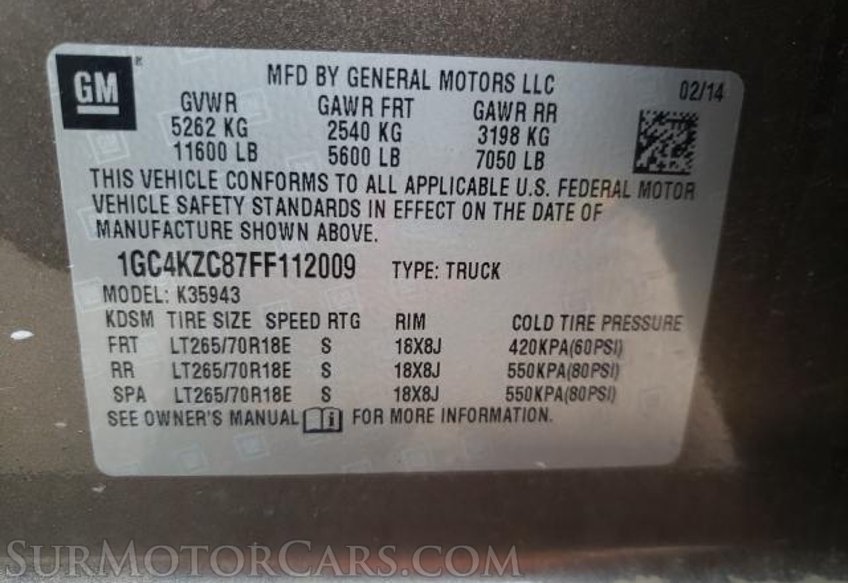 GM
MFD BY GENERAL MOTORS LLC 02/14
GVWR GAWR FRT GAWR RR
5262 KG 2540 KG 3198 KG
11600 LB 5600 LB 7050 LB
THIS VEHICLE CONFORMS TO ALL APPLICABLE U.S. FEDERAL MOTOR
VEHICLE SAFETY STANDARDS IN EFFECT ON THE DATE OF
MANUFACTURE SHOWN ABOVE.
1GC4KZC87FF112009 TYPE: TRUCK
MODEL: K35943
KDSM TIRE SIZE SPEED RTG RIM COLD TIRE PRESSURE
FRT LT265/70R18E S 18X8J 420KPA(60PSI)
RR LT265/70R18E S 18X8J 550KPA(80PSI)
SPA LT265/70R18E S 18X8J 550KPA(80PSI)
SEE OWNER'S MANUAL i FOR MORE INFORMATION.
SurMotorCars.com